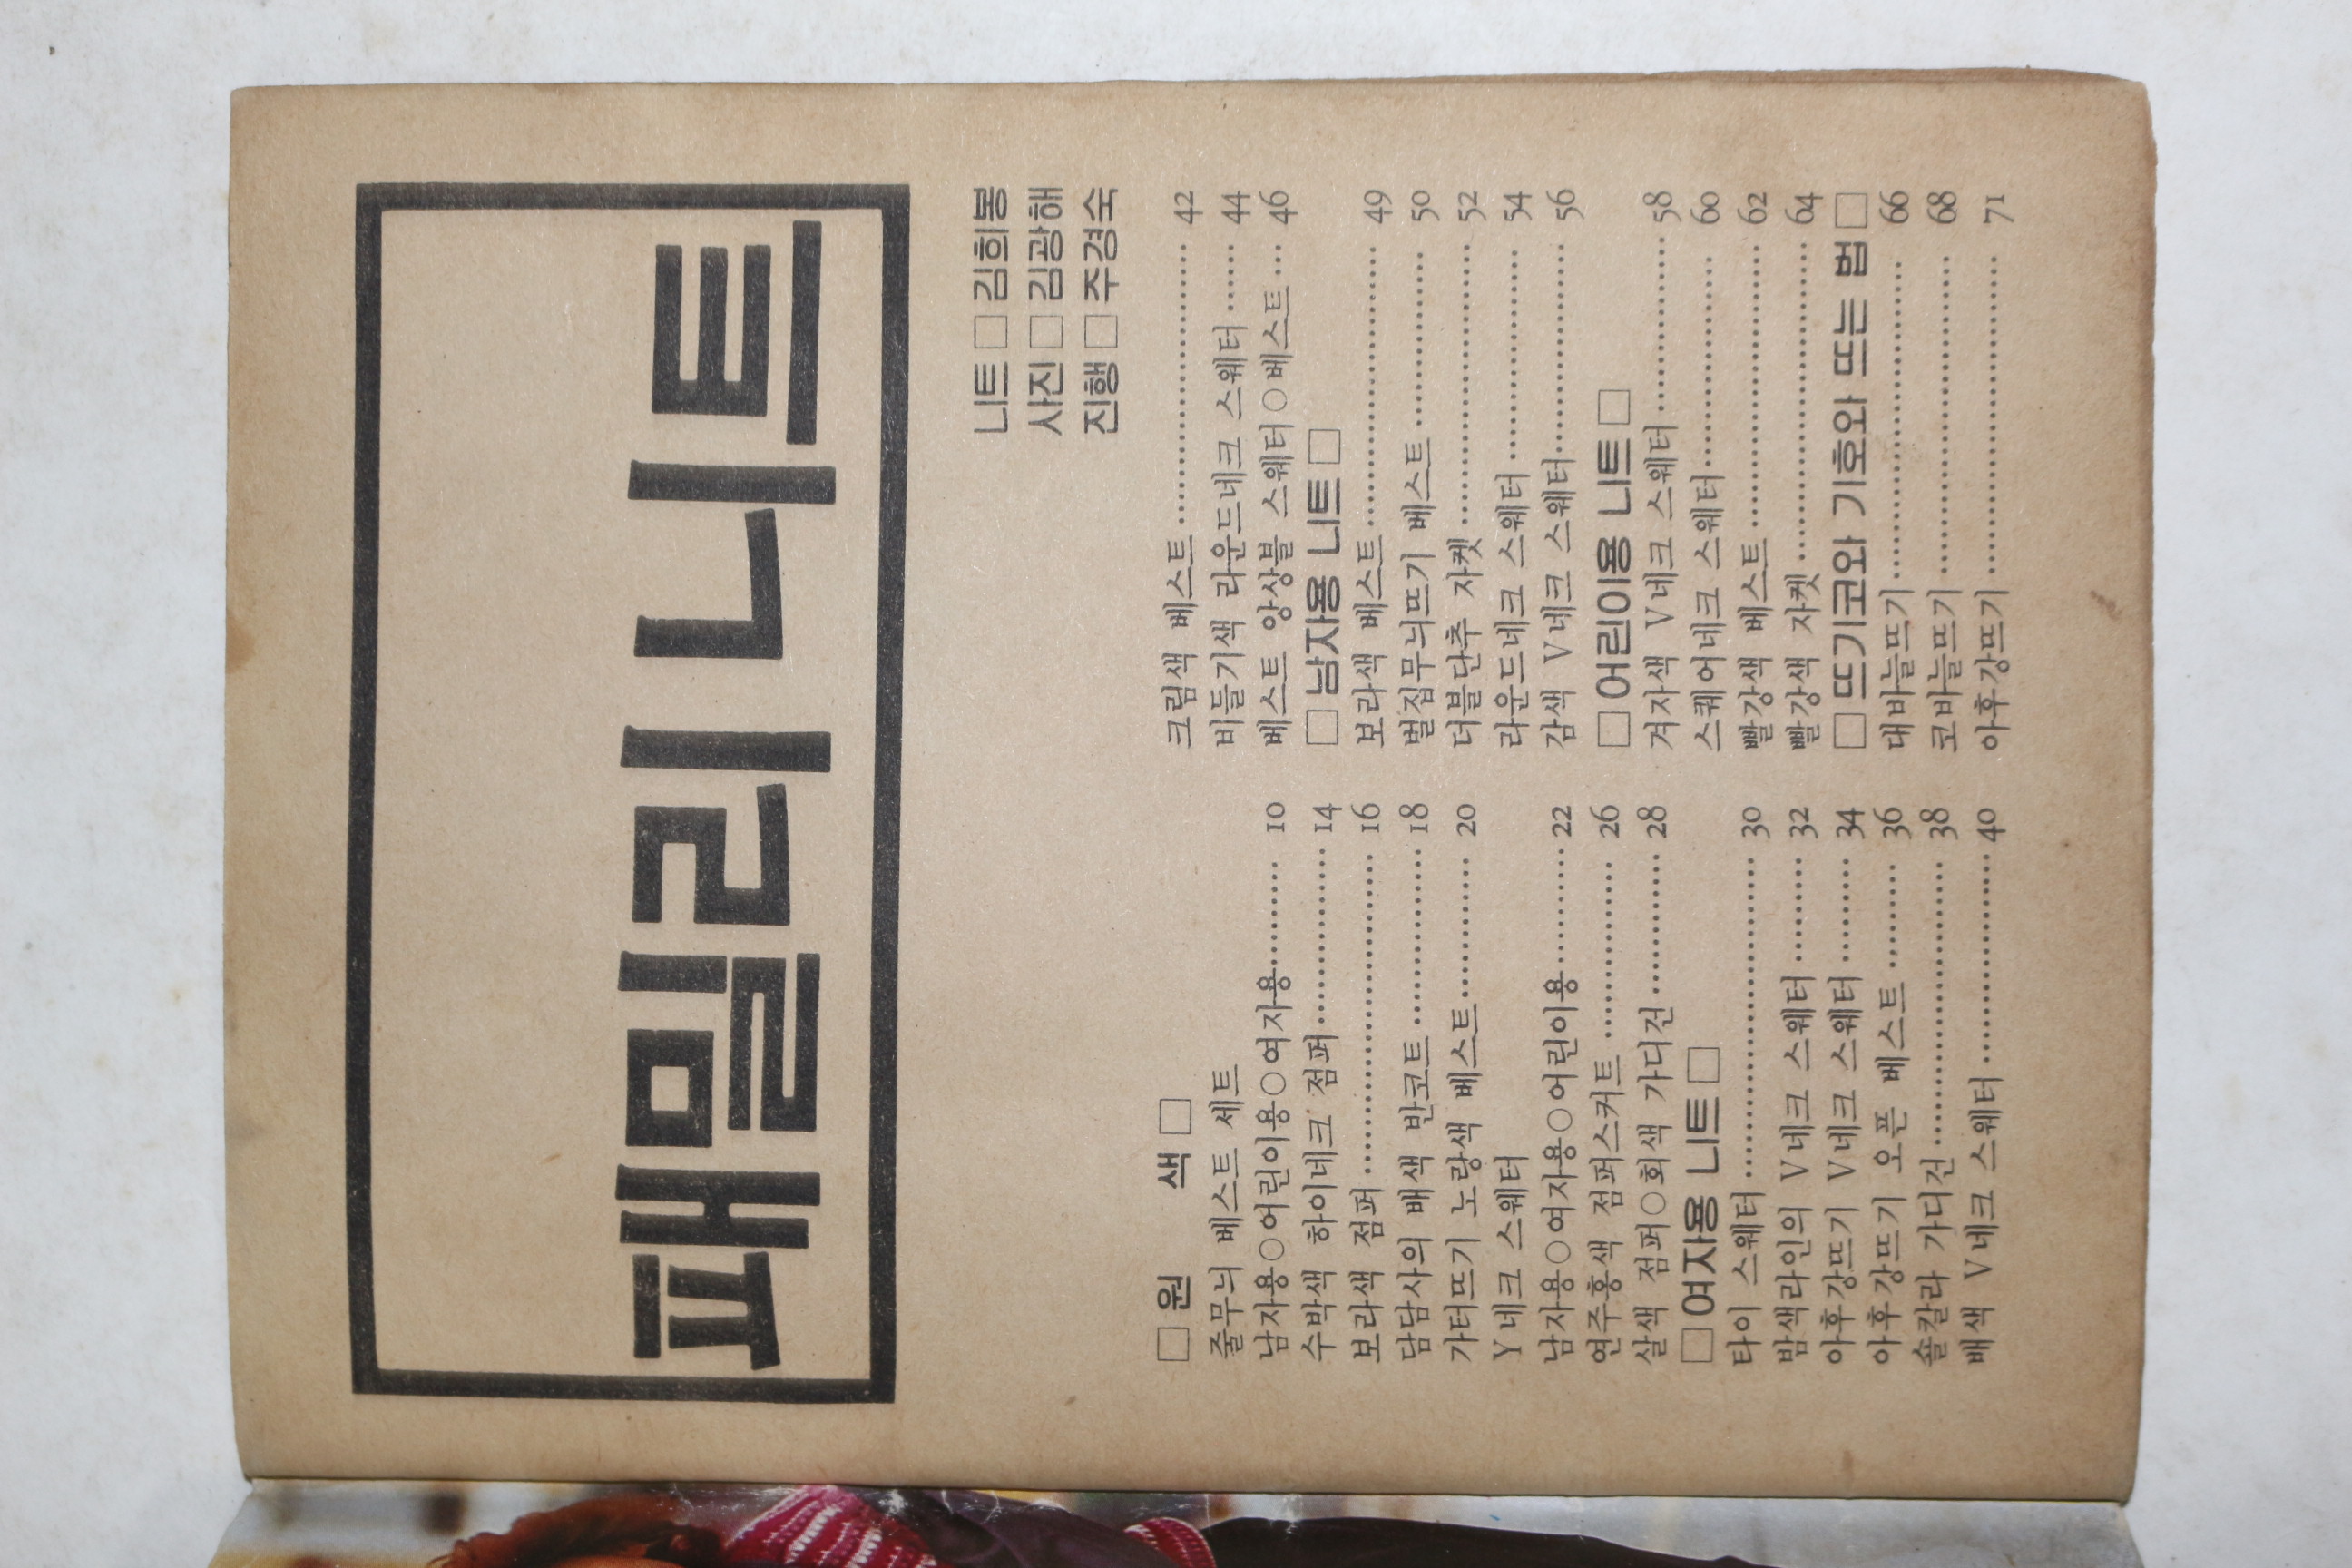 패밀리 니트
니트□김희봉
사진□김광해
진행□주경숙
□원 색□
줄무늬 베스트 세트
남자용○어린이용○여자용………… 10
수박색 하이네크 점퍼………………… 14
보라색 점퍼……………………………… 16
담담사의 배색 반코트………………… 18
가터뜨기 노랑색 베스트……………… 20
Y네크 스웨터
남자용○여자용○어린이용………… 22
연주홍색 점퍼스커트………………… 26
살색 점퍼○회색 가디건……………… 28
□여자용 니트□
타이 스웨터……………………………… 30
밤색라인의 V네크 스웨터………… 32
아후강뜨기 V네크 스웨터………… 34
아후강뜨기 오픈 베스트………… 36
숄칼라 가디건…………………………… 38
배색 V네크 스웨터…………………… 40
크림색 베스트…………………………… 42
비들기색 라운드네크 스웨터……… 44
베스트 앙상블 스웨터○베스트… 46
□남자용 니트□
보라색 베스트…………………………… 49
벌집무늬뜨기 베스트………………… 50
더블단추 자켓…………………………… 52
라운드네크 스웨터…………………… 54
감색 V네크 스웨터…………………… 56
□어린이용 니트□
겨자색 V네크 스웨터………………… 58
스퀘어네크 스웨터…………………… 60
빨강색 베스트…………………………… 62
빨강색 자켓……………………………… 64
□뜨기코와 기호와 뜨는 법□
대바늘뜨기……………………………… 66
코바늘뜨기……………………………… 68
아후강뜨기……………………………… 71